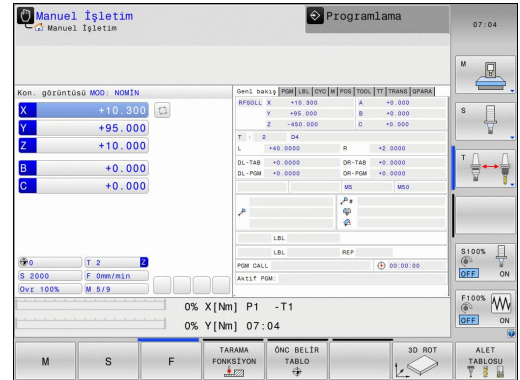 Manuel İşletim
Manuel İşletim
Programlama
07:04
Kon. görüntüsü MOD: NOMİN
X +10.300
Y +95.000
Z +10.000
B +0.000
C +0.000
0 T 2 Z
S 2000 F 0mm/min
Ovr 100% M 5/9
Genl bakış PGM LBL CYC M POS TOOL TT TRANS QPARA
RFSOLL X +10.300 A +0.000
Y +95.000 B +0.000
Z -450.000 C +0.000
T : 2 D4
L +40.0000 R +2.0000
DL-TAB +0.0000 DR-TAB +0.0000
DL-PGM +0.0000 DR-PGM +0.0000
M5 M50
LBL
LBL REP
PGM CALL 00:00:00
Aktif PGM:
0% X[Nm] P1 -T1
0% Y[Nm] 07:04
M
S
T
S100%
OFF ON
F100%
OFF ON
M
S
F
TARAMA FONKSİYON
ÖNC BELİR TABLO
3D ROT
ALET TABLOSU